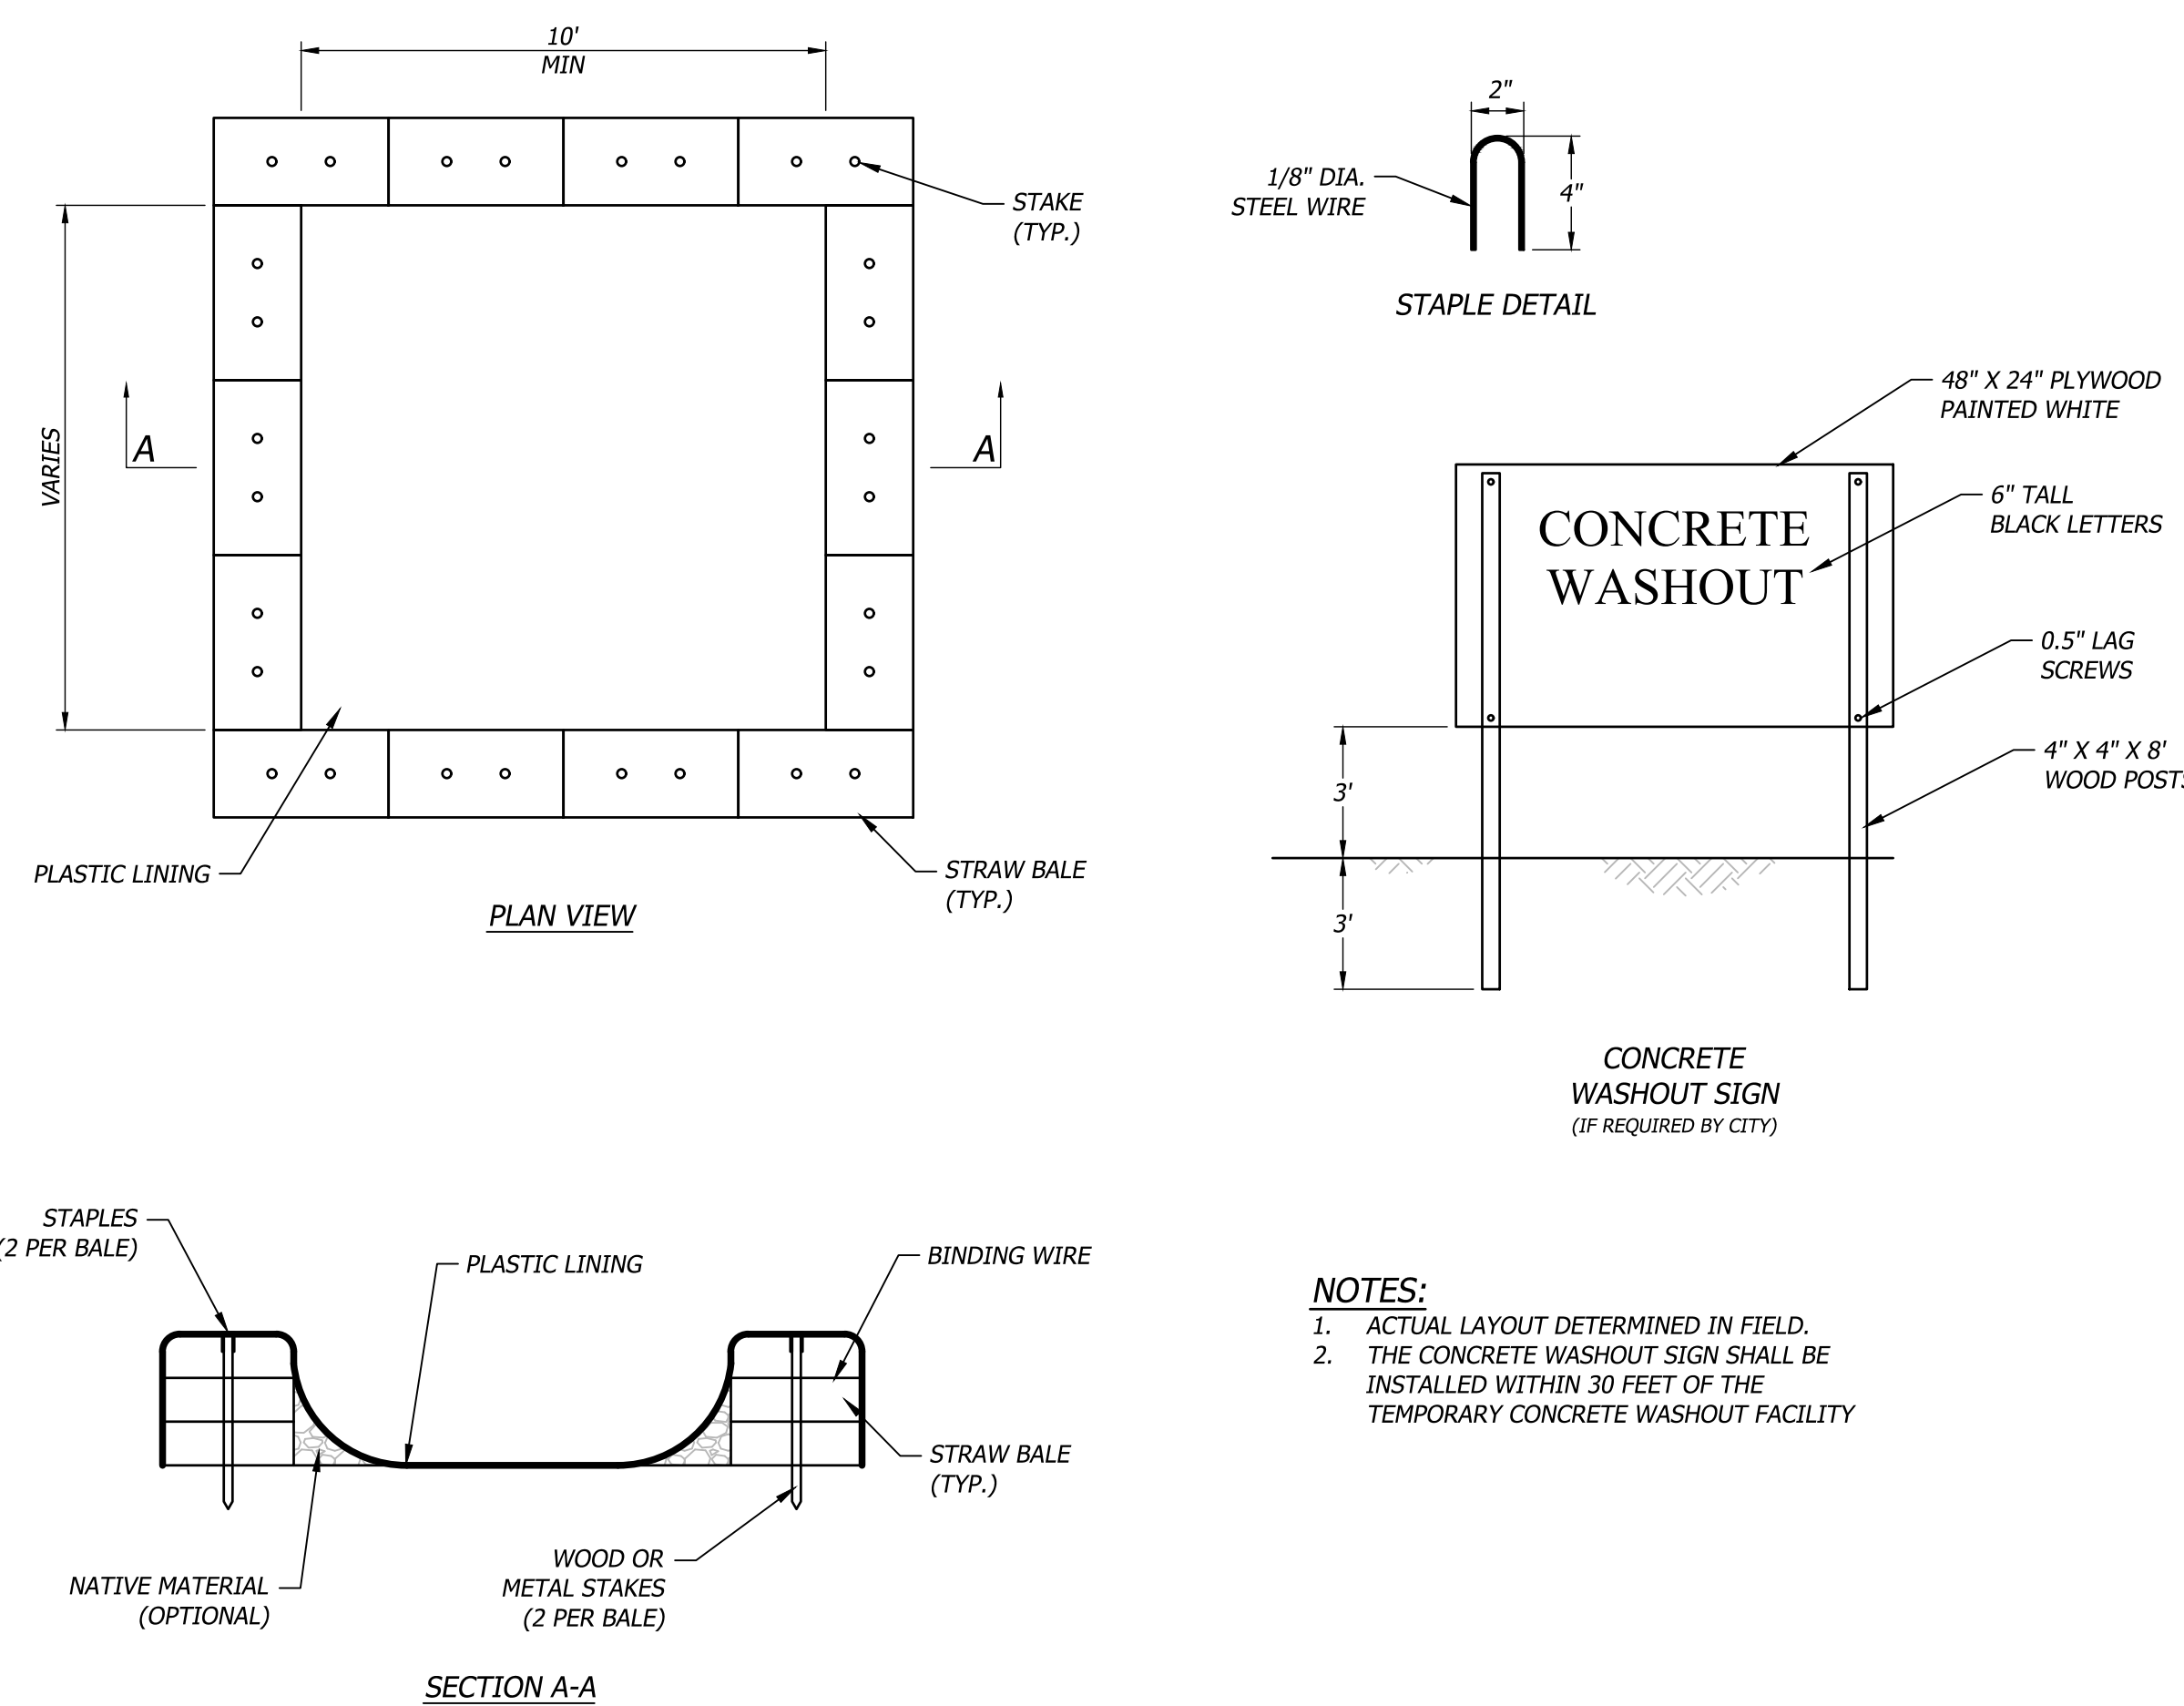 10'
MIN
STAKE
(TYP.)
VARIES
A
A
PLASTIC LINING
STRAW BALE
(TYP.)
PLAN VIEW
2"
1/8" DIA.
STEEL WIRE
4"
STAPLE DETAIL
48" X 24" PLYWOOD
PAINTED WHITE
CONCRETE
WASHOUT
6" TALL
BLACK LETTERS
0.5" LAG
SCREWS
4" X 4" X 8'
WOOD POSTS
3'
3'
CONCRETE
WASHOUT SIGN
(IF REQUIRED BY CITY)
STAPLES
(2 PER BALE)
PLASTIC LINING
BINDING WIRE
STRAW BALE
(TYP.)
WOOD OR
METAL STAKES
(2 PER BALE)
NATIVE MATERIAL
(OPTIONAL)
SECTION A-A
NOTES:
1. ACTUAL LAYOUT DETERMINED IN FIELD.
2. THE CONCRETE WASHOUT SIGN SHALL BE
INSTALLED WITHIN 30 FEET OF THE
TEMPORARY CONCRETE WASHOUT FACILITY